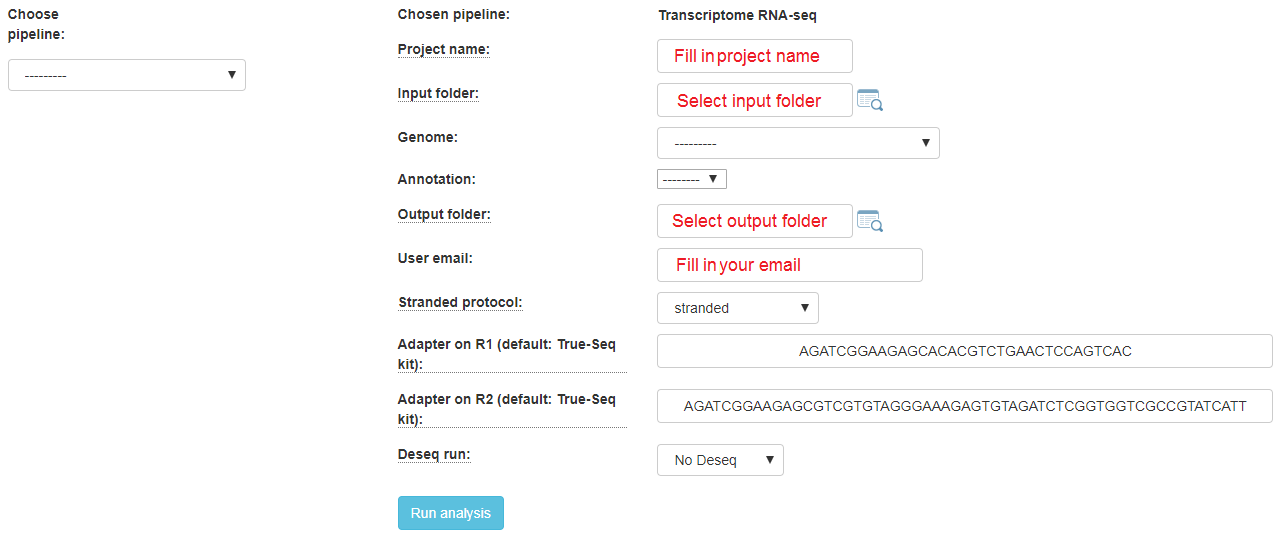 Choose
pipeline:
---------
Chosen pipeline:
Transcriptome RNA-seq
Project name:
Fill in project name
Input folder:
Select input folder
Genome:
---------
Annotation:
--------
Output folder:
Select output folder
User email:
Fill in your email
Stranded protocol:
stranded
Adapter on R1 (default: True-Seq
kit):
AGATCGGAAGAGCACACGTCTGAACTCCAGTCAC
Adapter on R2 (default: True-Seq
kit):
AGATCGGAAGAGCGTCGTGTAGGGAAAGAGTGTAGATCTCGGTGGTCGCCGTATCATT
Deseq run:
No Deseq
Run analysis